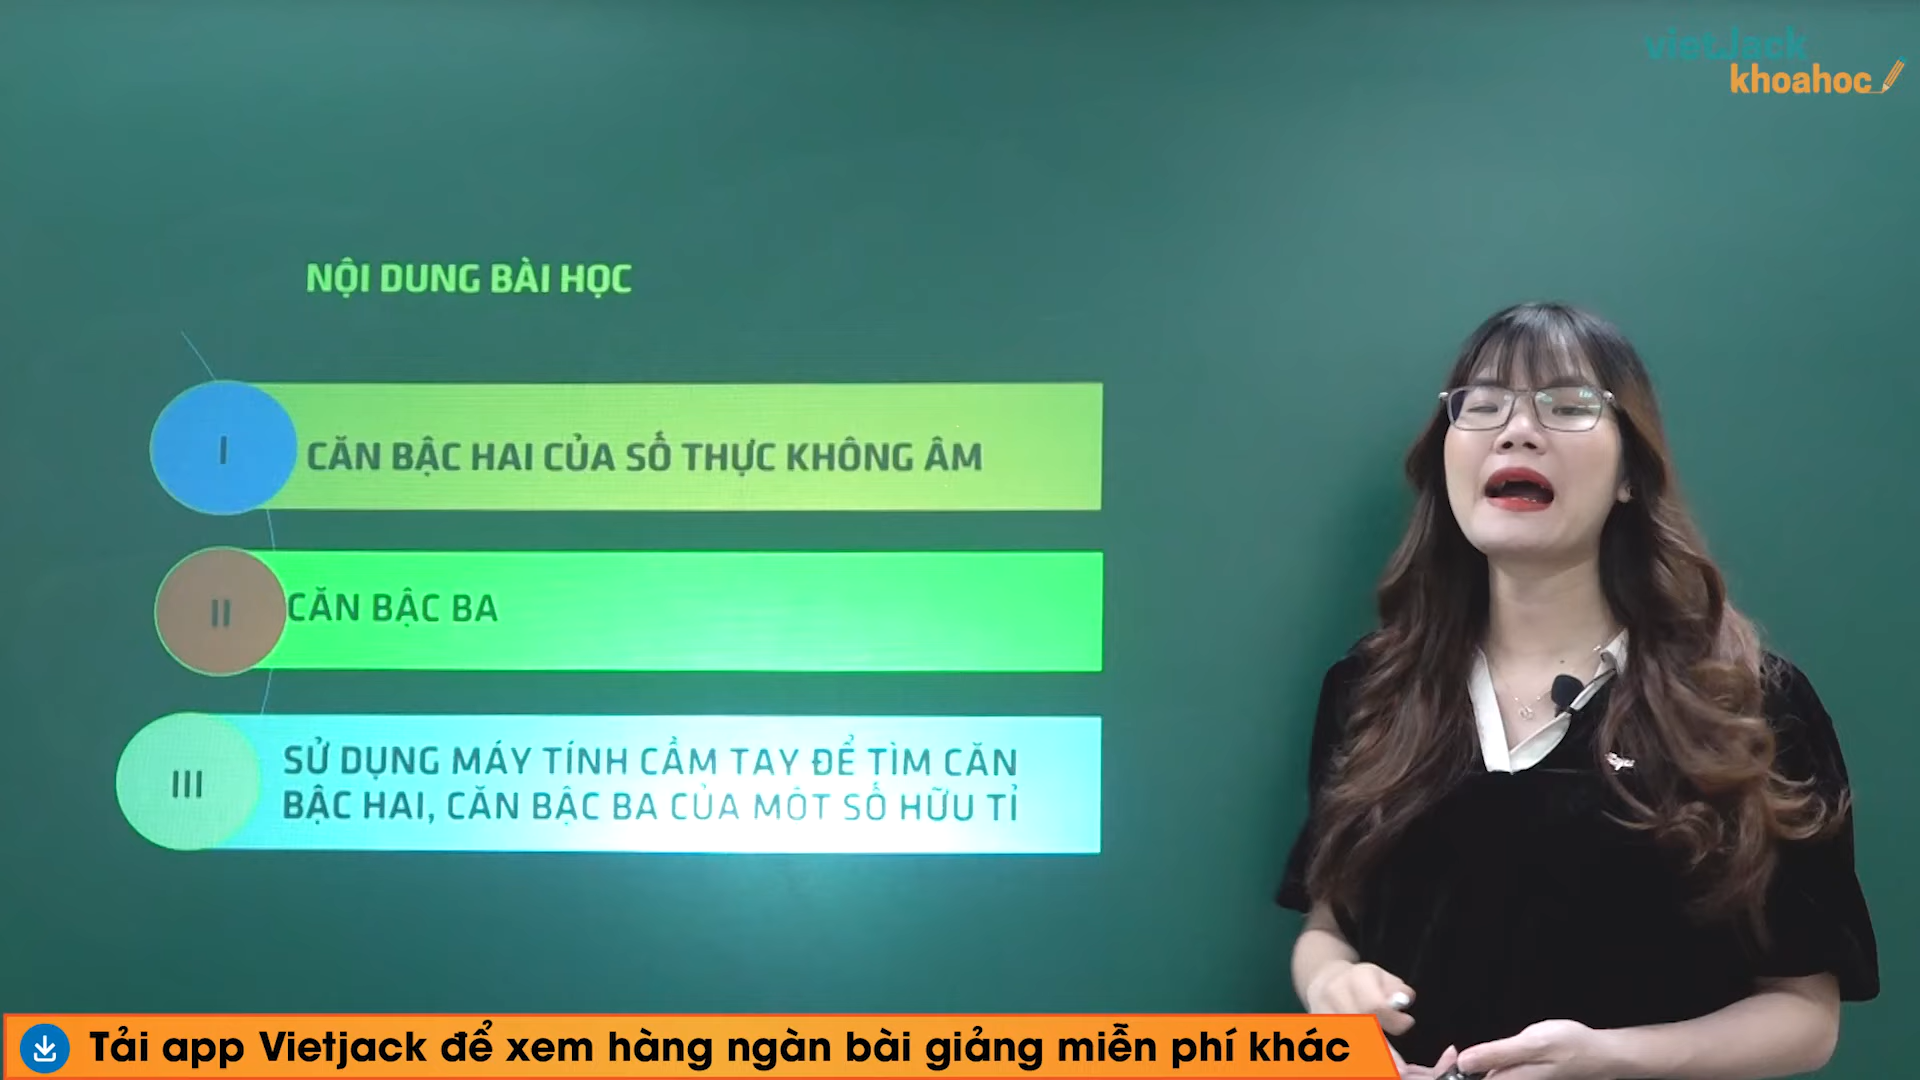 vietJack
khoahoc
NỘI DUNG BÀI HỌC
I
CĂN BẬC HAI CỦA SỐ THỰC KHÔNG ÂM
II
CĂN BẬC BA
III
SỬ DỤNG MÁY TÍNH CẦM TAY ĐỂ TÌM CĂN
BẬC HAI, CĂN BẬC BA CỦA MỘT SỐ HỮU TỈ
Tải app Vietjack để xem hàng ngàn bài giảng miễn phí khác